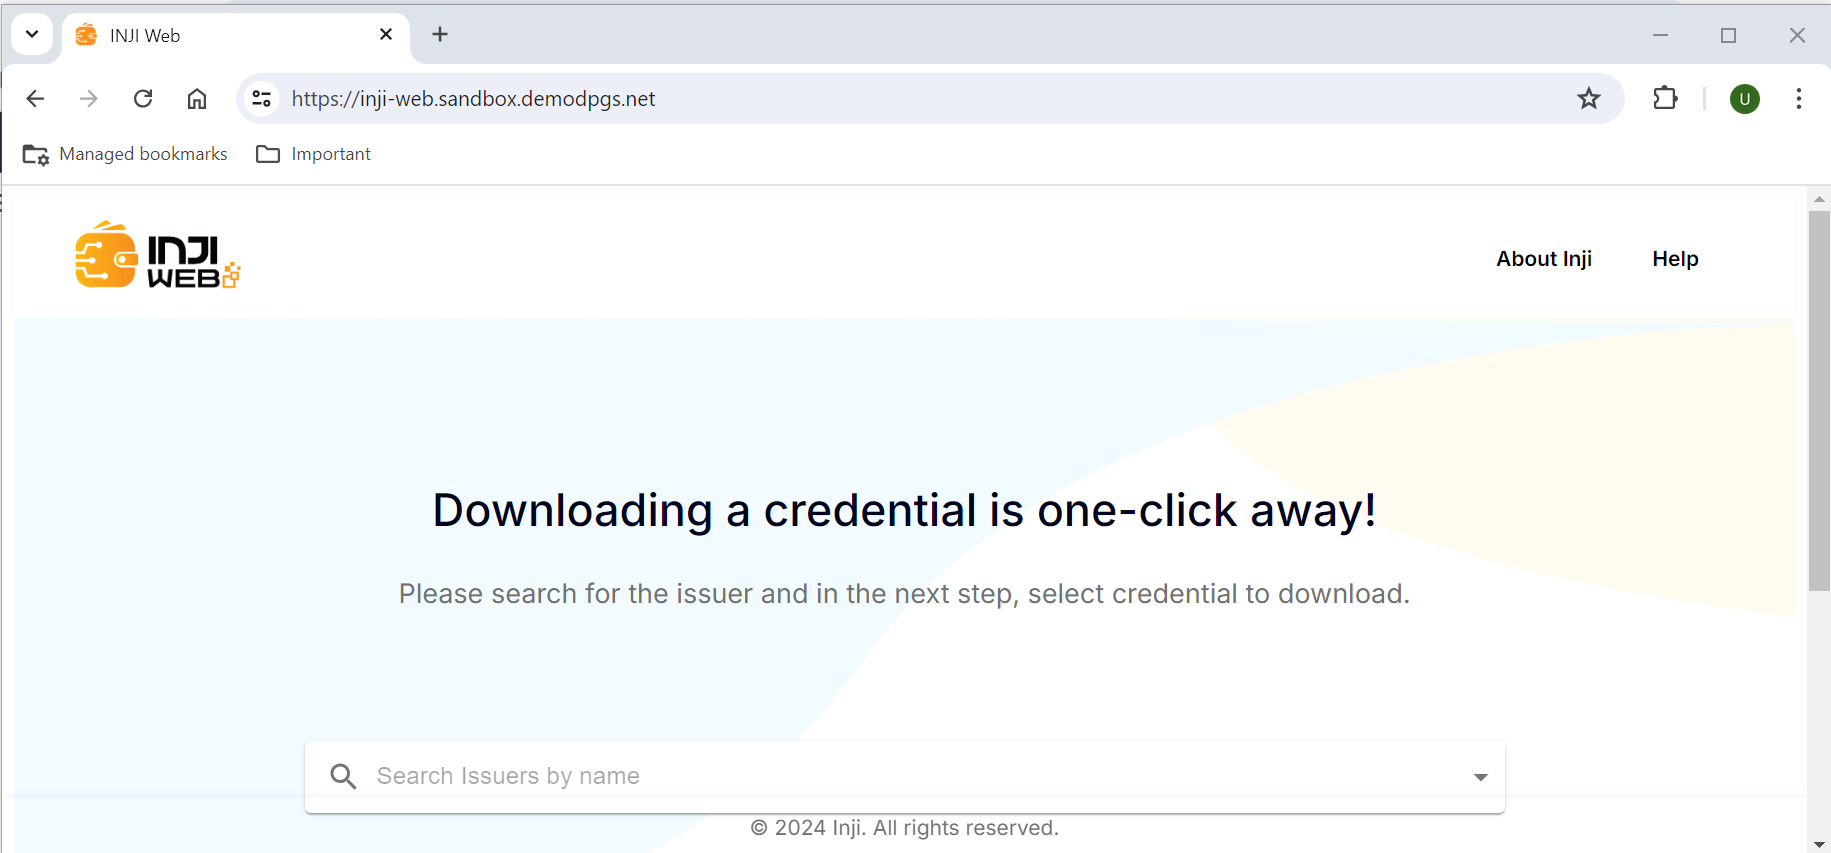 INJI Web
https://inji-web.sandbox.demodpgs.net
U
Managed bookmarks
Important
INJI
WEB
About Inji
Help
Downloading a credential is one-click away!
Please search for the issuer and in the next step, select credential to download.
Search Issuers by name
© 2024 Inji. All rights reserved.